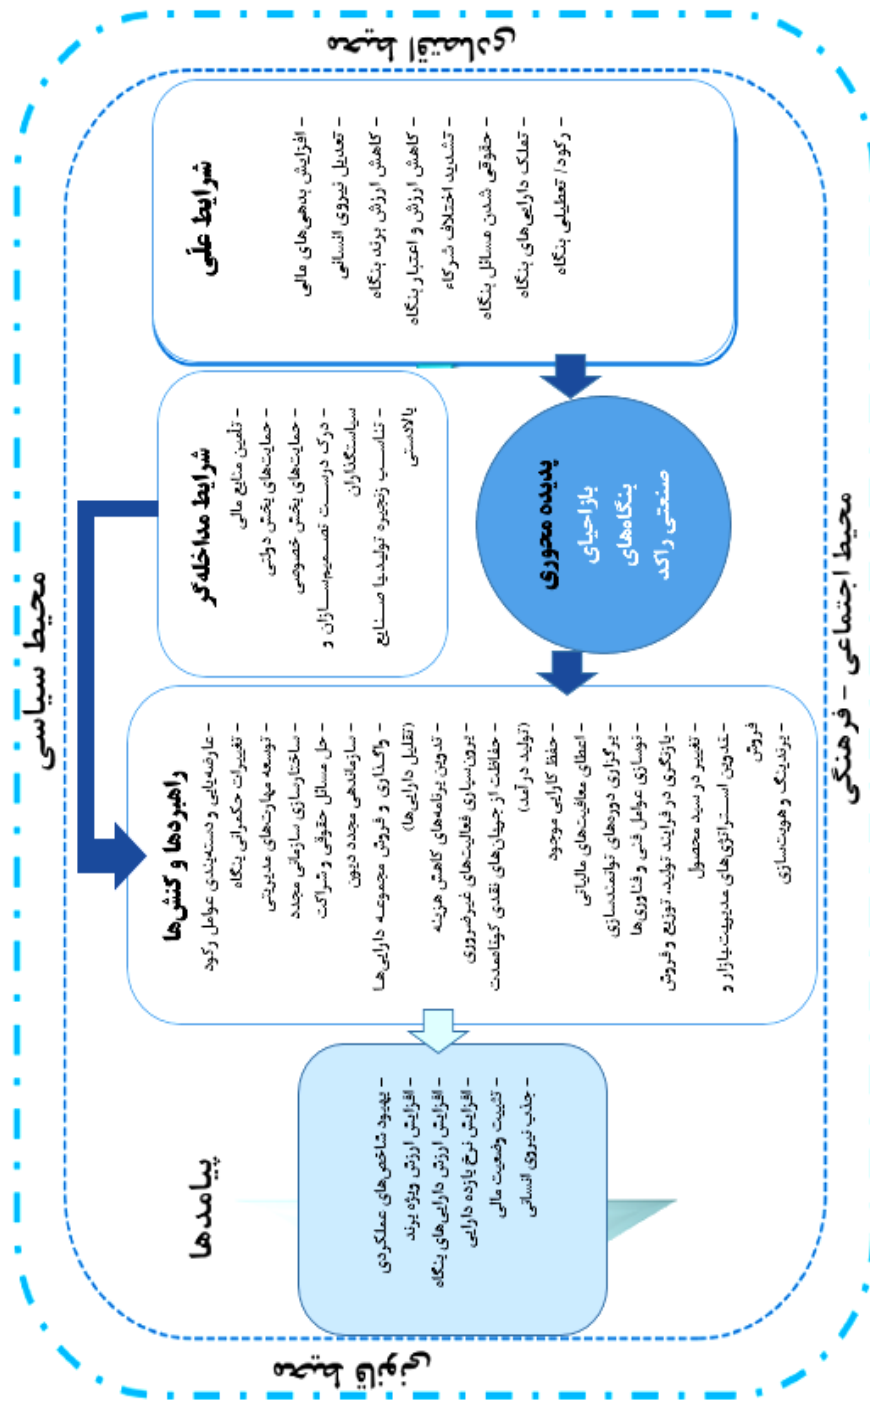 محیط سیاسی
محیط اقتصادی
شرایط علّی
- افزایش بدهی‌های مالی
- تعدیل نیروی انسانی
- کاهش ارزش برند بنگاه
- کاهش ارزش و اعتبار بنگاه
- تشدید اختلاف شرکاء
- حقوقی شدن مسائل بنگاه
- تملک دارایی‌های بنگاه
- رکود/ تعطیلی بنگاه
شرایط مداخله‌گر
- تأمین منابع مالی
- حمایت‌های بخش دولتی
- حمایت‌های بخش خصوصی
- درک درست تصمیم‌سازان و
سیاستگذاران
- تناسب زنجیره تولید با صنایع
بالادستی
پدیده محوری
بازاحیای
بنگاه‌های
صنعتی راکد
راهبردها و کنش‌ها
- عارضه‌یابی و دسته‌بندی عوامل رکود
- تغییرات حکمرانی بنگاه
- توسعه مهارت‌های مدیریتی
- ساختارسازی سازمانی مجدد
- حل مسائل حقوقی و شراکت
- سازماندهی مجدد دیون
- واگذاری و فروش مجموعه دارایی‌ها
(تقلیل دارایی‌ها)
- تدوین برنامه‌های کاهش هزینه
- برون‌سپاری فعالیت‌های غیرضروری
- حفاظت از جریان‌های نقدی کوتاه‌مدت
(تولید درآمد)
- حفظ کارایی موجود
- اعطای معافیت‌های مالیاتی
- برگزاری دوره‌های توانمندسازی
- نوسازی عوامل فنی و فناوری‌ها
- بازنگری در فرایند تولید، توزیع و فروش
- تغییر در سبد محصول
- تدوین استراتژی‌های مدیریت بازار و
فروش
- برندینگ و هویت‌سازی
پیامدها
- بهبود شاخص‌های عملکردی
- افزایش ارزش ویژه برند
- افزایش ارزش دارایی‌های بنگاه
- افزایش نرخ بازده دارایی
- تثبیت وضعیت مالی
- جذب نیروی انسانی
محیط قانونی
محیط اجتماعی - فرهنگی